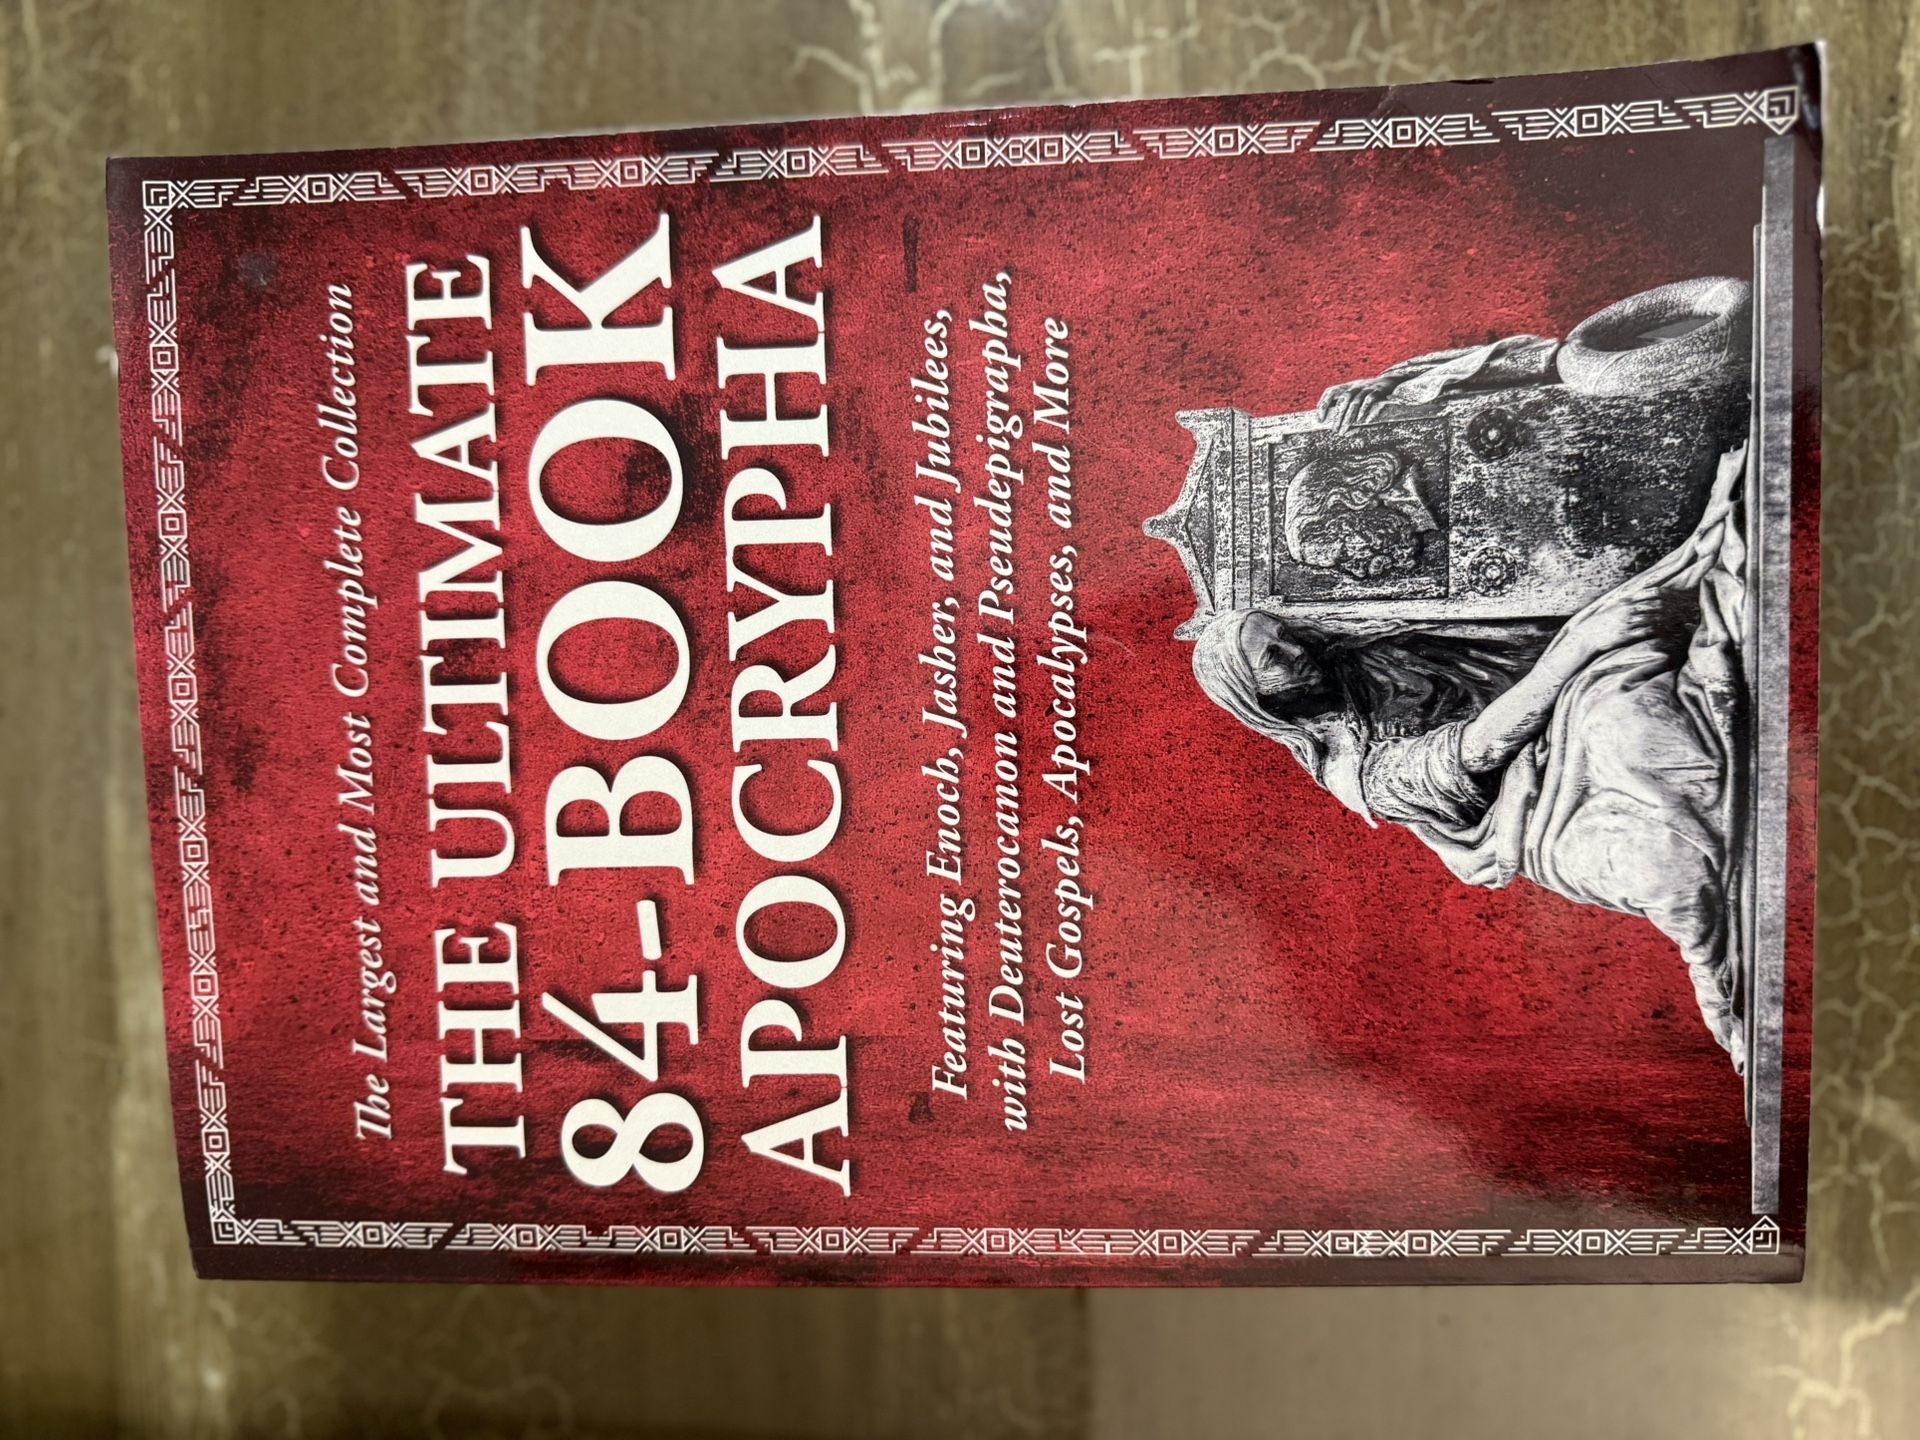 The Largest and Most Complete Collection
THE ULTIMATE
84-BOOK
APOCRYPHA
Featuring Enoch, Jasher, and Jubilees,
with Deuterocanon and Pseudepigrapha,
Lost Gospels, Apocalypses, and More